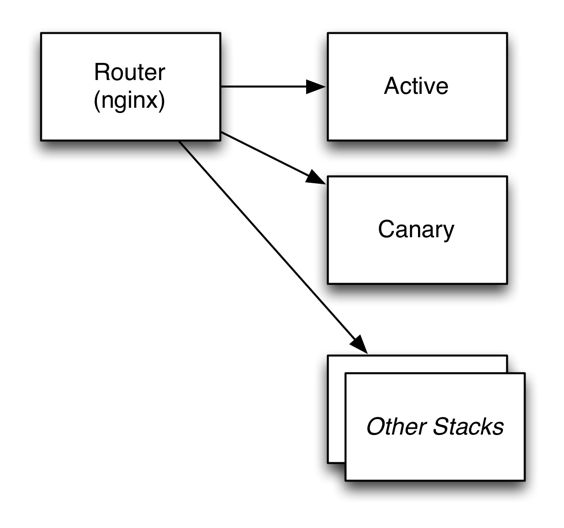 Router
(nginx)
Active
Canary
Other Stacks